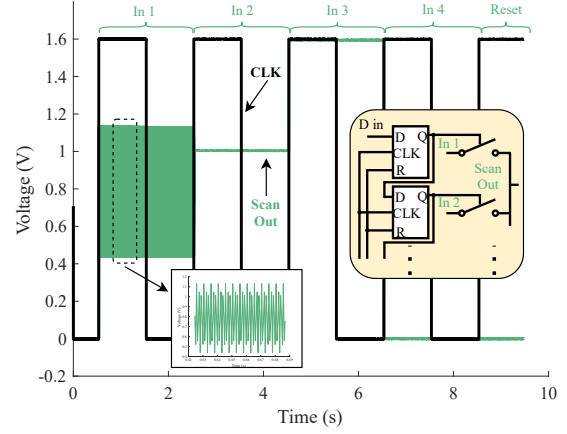 In 1
In 2
In 3
In 4
Reset
1.6
1.4
1.2
1
0.8
0.6
0.4
0.2
0
-0.2
Voltage (V)
CLK
Scan
Out
D in
D
Q
CLK
R
In 1
Scan
Out
D
Q
CLK
R
In 2
Voltage (V)
Time (s)
0
2
4
6
8
10
Time (s)